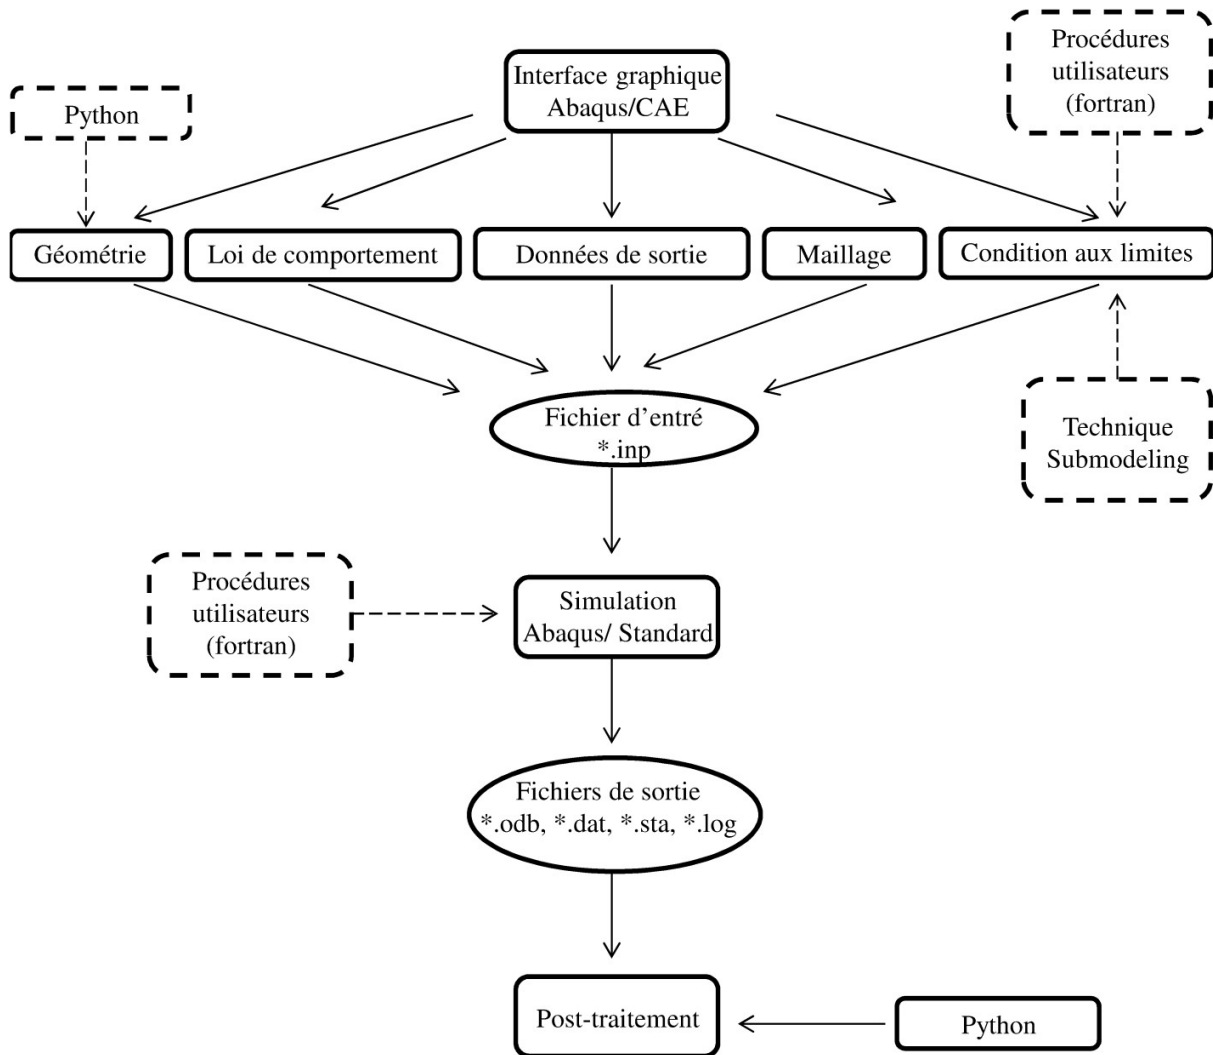 Procédures
utilisateurs
(fortran)
Interface graphique
Abaqus/CAE
Python
Géométrie
Loi de comportement
Données de sortie
Maillage
Condition aux limites
Fichier d’entré
*.inp
Technique
Submodeling
Procédures
utilisateurs
(fortran)
Simulation
Abaqus/ Standard
Fichiers de sortie
*.odb, *.dat, *.sta, *.log
Post-traitement
Python